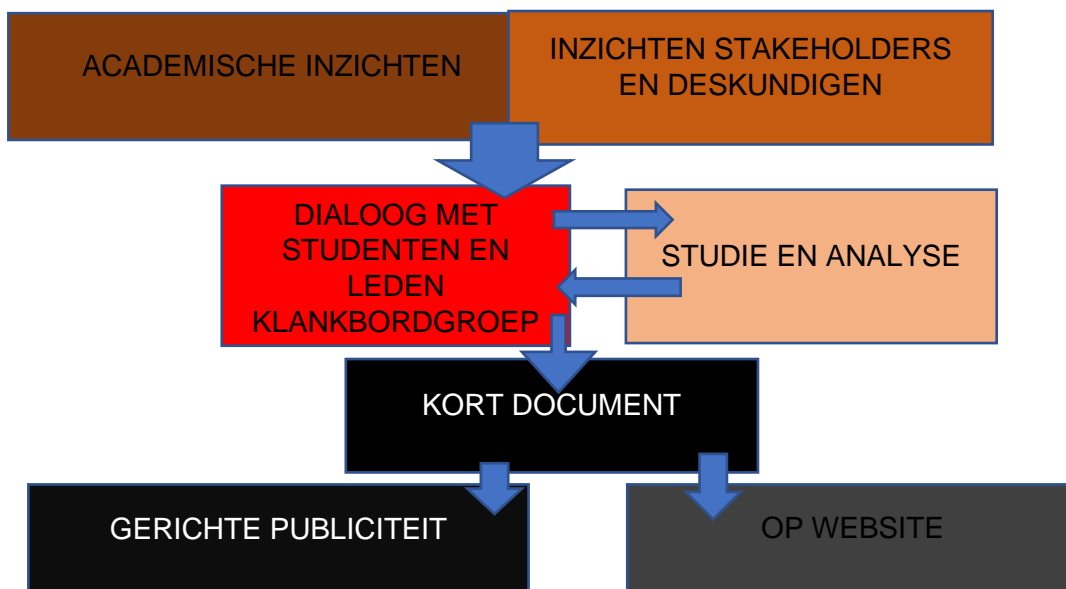 ACADEMISCHE INZICHTEN
INZICHTEN STAKEHOLDERS
EN DESKUNDIGEN
DIALOOG MET
STUDENTEN EN
LEDEN
KLANKBORDGROEP
STUDIE EN ANALYSE
KORT DOCUMENT
GERICHTE PUBLICITEIT
OP WEBSITE